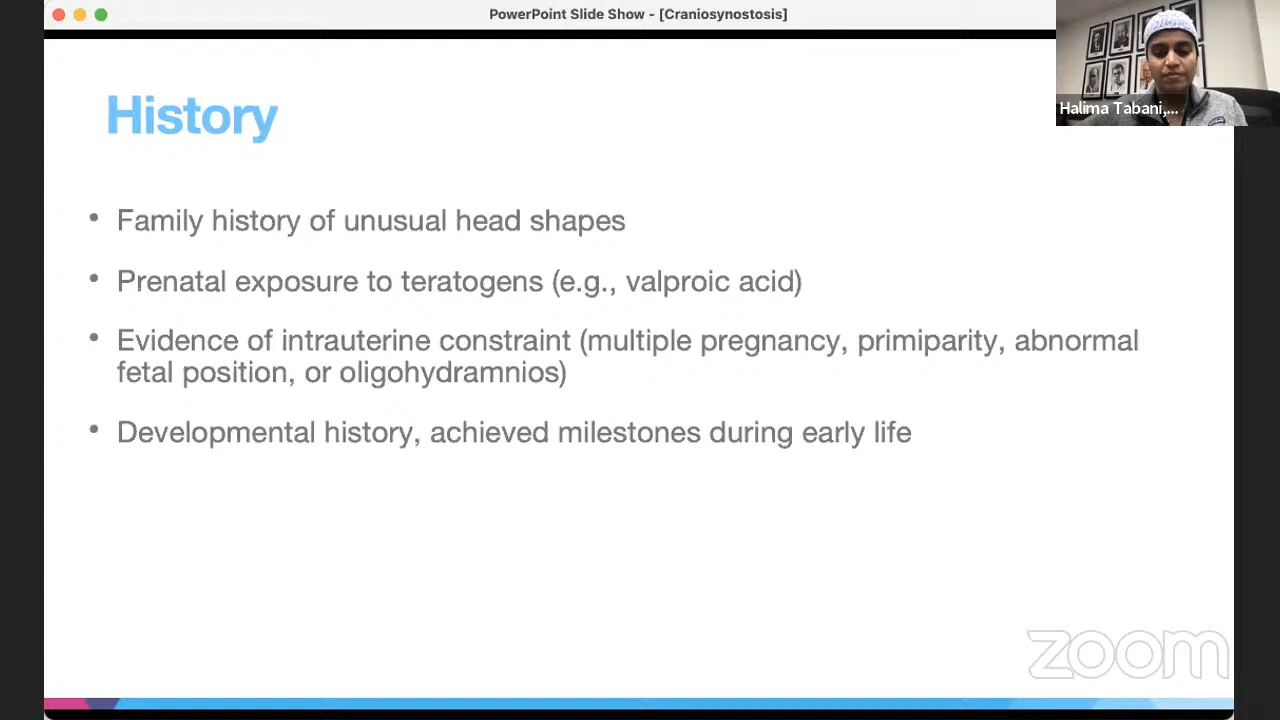 PowerPoint Slide Show - [Craniosynostosis]
Halima Tabani,...
History
• Family history of unusual head shapes
• Prenatal exposure to teratogens (e.g., valproic acid)
• Evidence of intrauterine constraint (multiple pregnancy, primiparity, abnormal
fetal position, or oligohydramnios)
• Developmental history, achieved milestones during early life
zoom